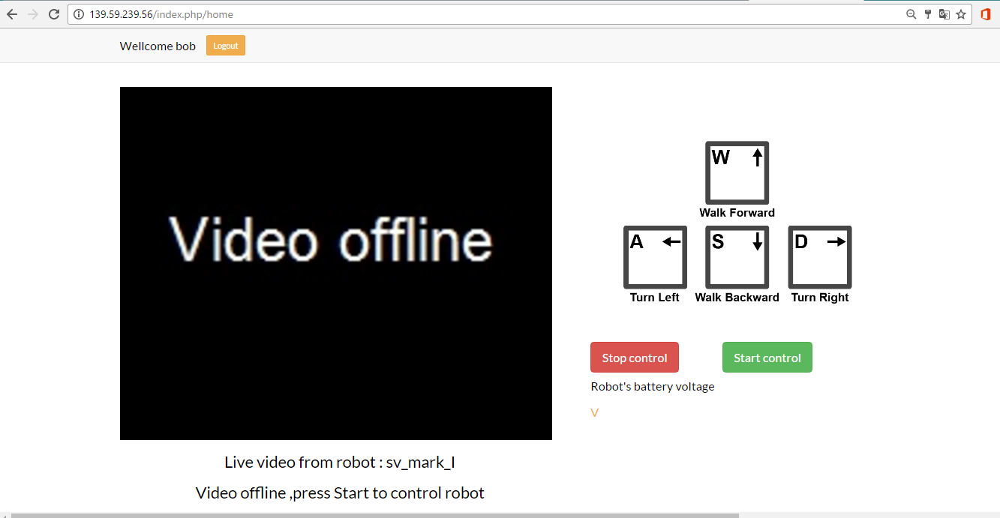 139.59.239.56/index.php/home
Wellcome bob
Logout
Video offline
W
Walk Forward
A
S
D
Turn Left
Walk Backward
Turn Right
Stop control
Start control
Robot's battery voltage
V
Live video from robot : sv_mark_I
Video offline ,press Start to control robot